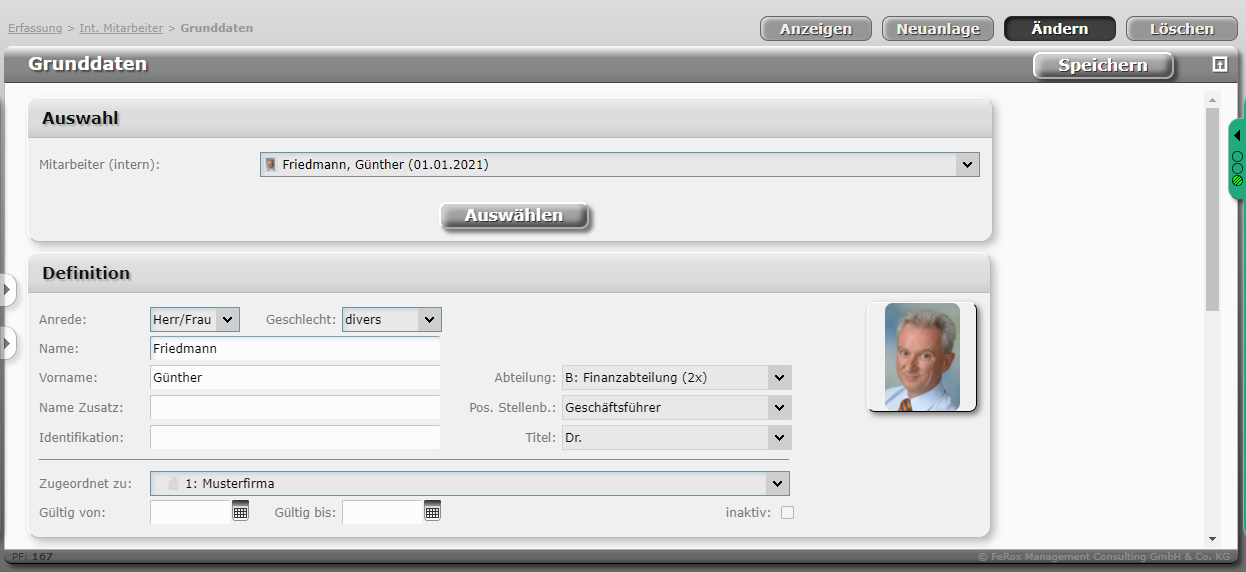 Erfassung > Int. Mitarbeiter > Grunddaten
Anzeigen Neuanlage Ändern Löschen
Grunddaten Speichern
Auswahl
Mitarbeiter (intern): Friedmann, Günther (01.01.2021)
Auswählen
Definition
Anrede: Herr/Frau Geschlecht: divers
Name: Friedmann
Vorname: Günther Abteilung: B: Finanzabteilung (2x)
Name Zusatz: Pos. Stellenb.: Geschäftsführer
Identifikation: Titel: Dr.
Zugeordnet zu: 1: Musterfirma
Gültig von: Gültig bis: inaktiv:
PF: 167 © FeRox Management Consulting GmbH & Co. KG